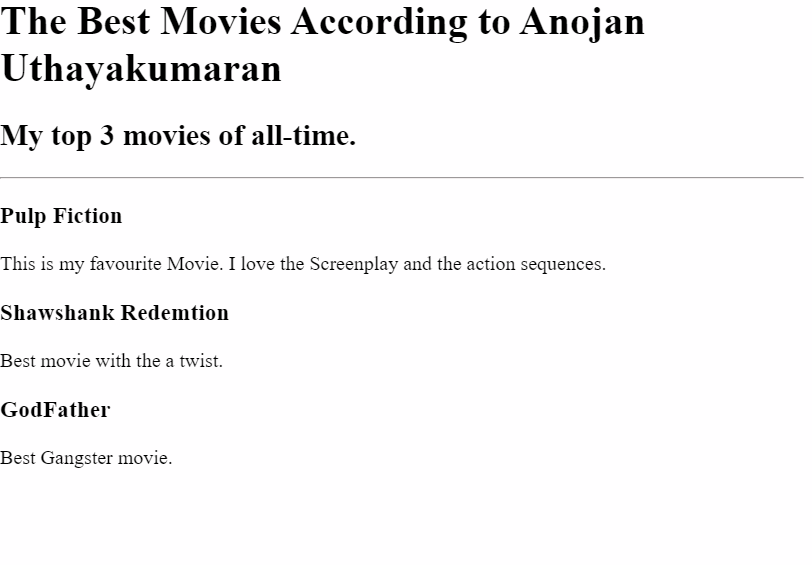 The Best Movies According to Anojan
Uthayakumaran
My top 3 movies of all-time.
Pulp Fiction
This is my favourite Movie. I love the Screenplay and the action sequences.
Shawshank Redemtion
Best movie with the a twist.
GodFather
Best Gangster movie.